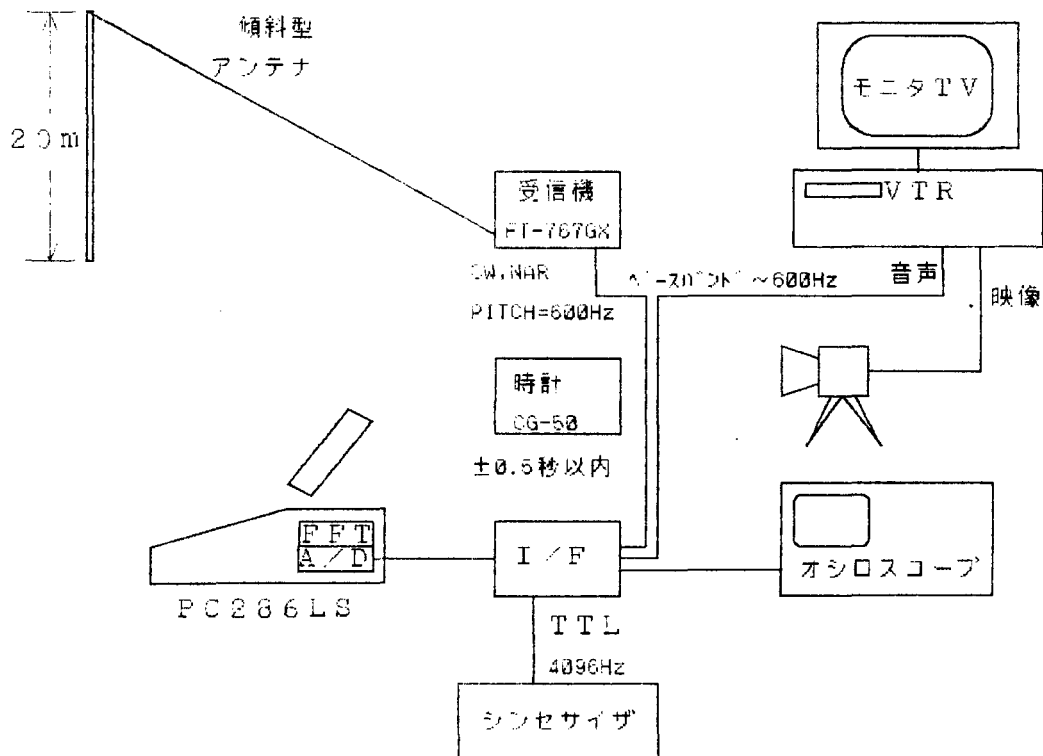 傾斜型
アンテナ
20m
モニタTV
VTR
受信機
FT-767GX
CW,NAR
PITCH=600Hz
ベースバンド~600Hz
音声
映像
時計
CG-50
±0.5秒以内
FFT
A/D
PC286LS
I/F
オシロスコープ
TTL
4096Hz
シンセサイザ